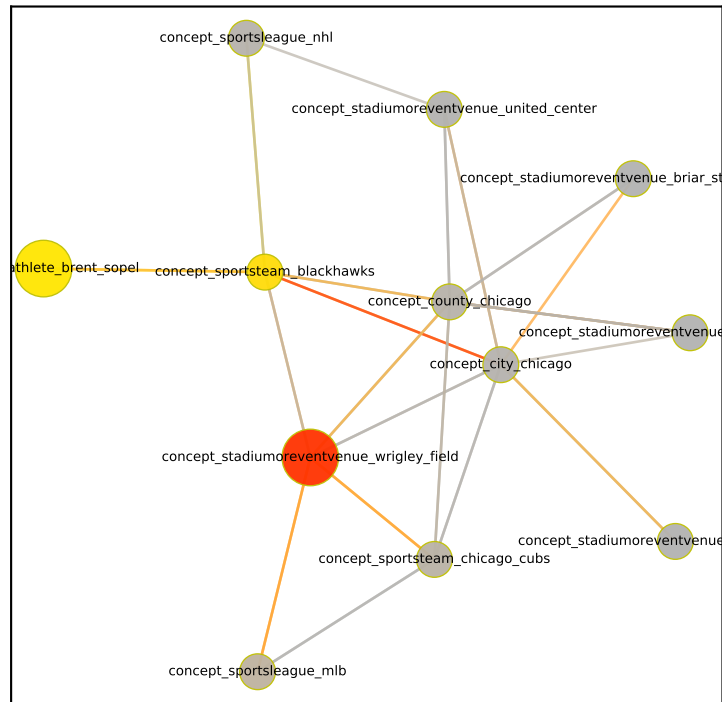 concept_sportsleague_nhl
concept_stadiumoreventvenue_united_center
concept_stadiumoreventvenue_briar_st
athlete_brent_sopel
concept_sportsteam_blackhawks
concept_county_chicago
concept_stadiumoreventvenue
concept_city_chicago
concept_stadiumoreventvenue_wrigley_field
concept_stadiumoreventvenue
concept_sportsteam_chicago_cubs
concept_sportsleague_mlb